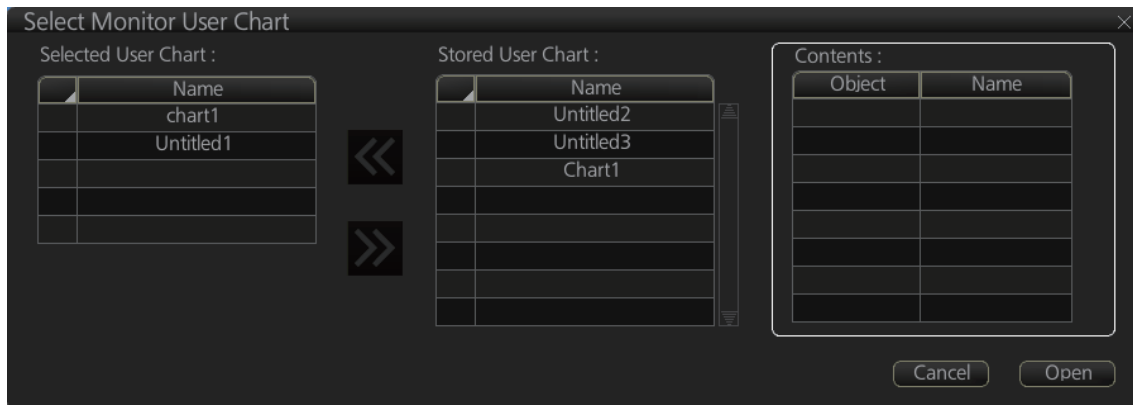 Select Monitor User Chart
Selected User Chart :
Name
chart1
Untitled1
Stored User Chart :
Name
Untitled2
Untitled3
Chart1
Contents :
Object Name
Cancel Open